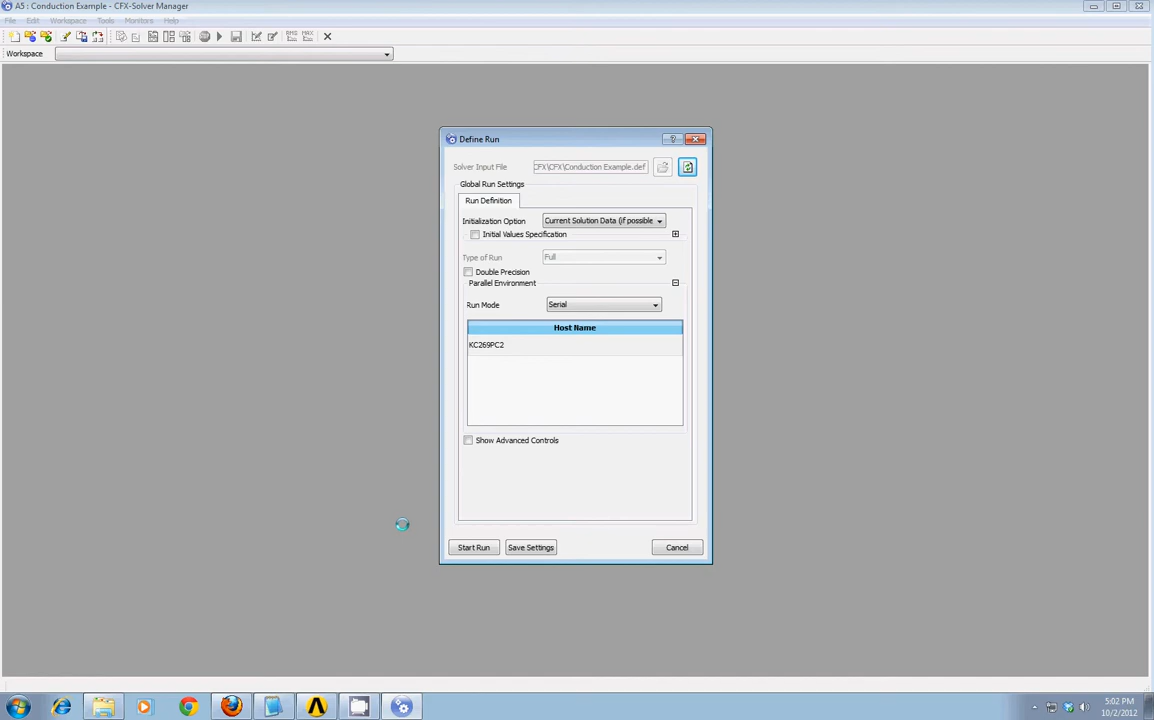 A5 : Conduction Example - CFX-Solver Manager
File Edit Workspace Tools Monitors Help
Workspace
Define Run
Solver Input File CFX\CFX\Conduction Example.def
Global Run Settings
Run Definition
Initialization Option Current Solution Data (if possible
Initial Values Specification
Type of Run Full
Double Precision
Parallel Environment
Run Mode Serial
Host Name
KC269PC2
Show Advanced Controls
Start Run Save Settings Cancel
5:02 PM
10/2/2012